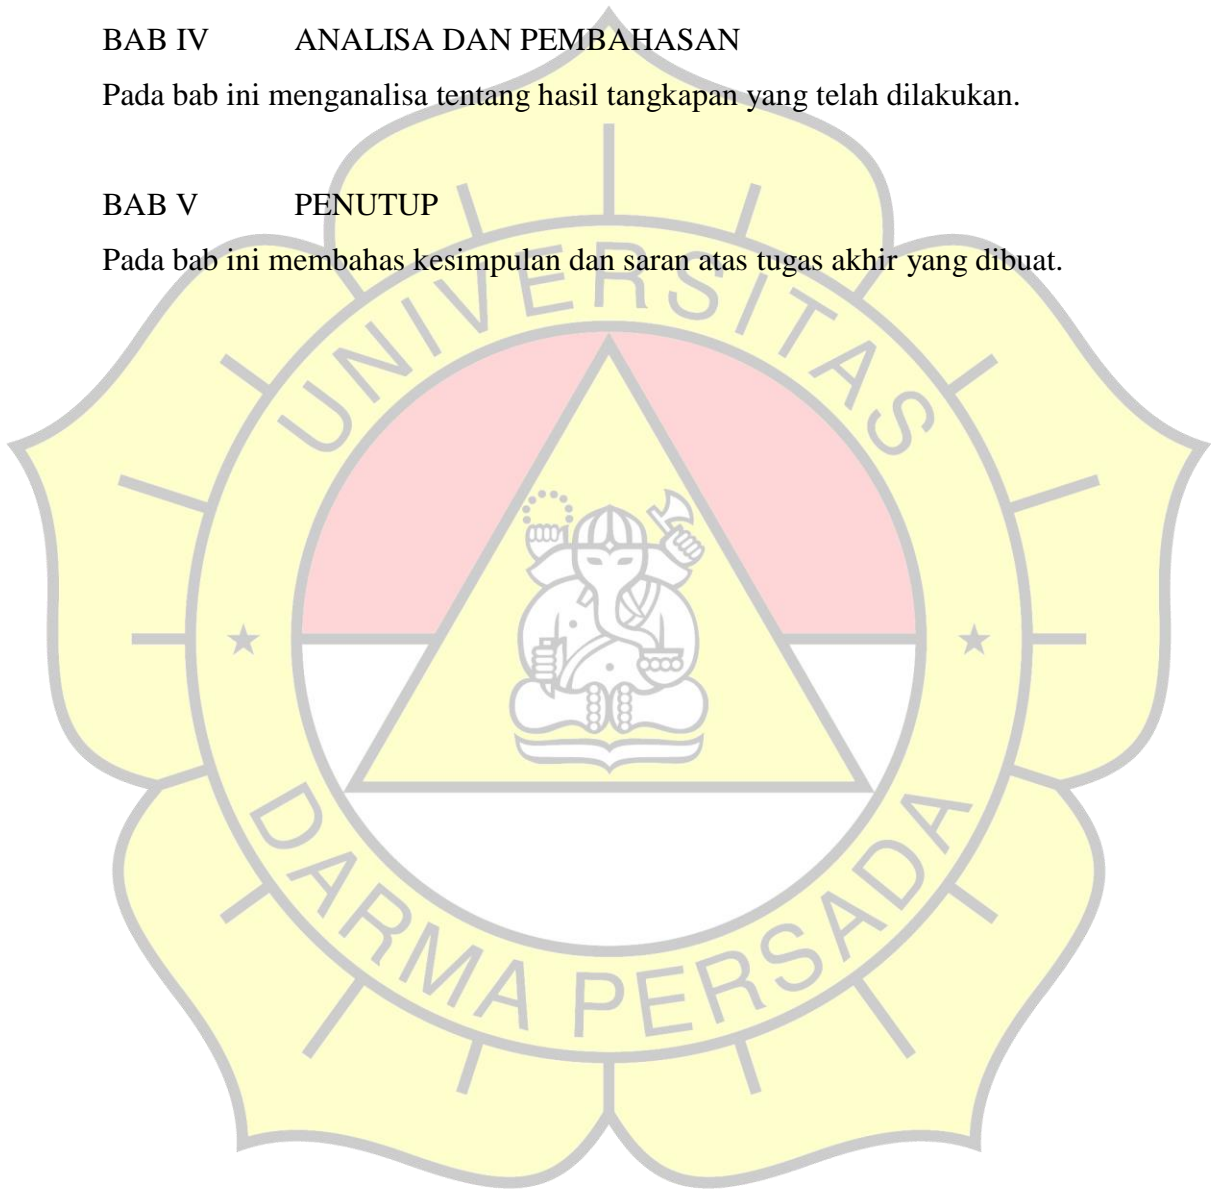 BAB IV ANALISA DAN PEMBAHASAN
Pada bab ini menganalisa tentang hasil tangkapan yang telah dilakukan.
BAB V PENUTUP
Pada bab ini membahas kesimpulan dan saran atas tugas akhir yang dibuat.
UNIVERSITAS
DARMA PERSADA